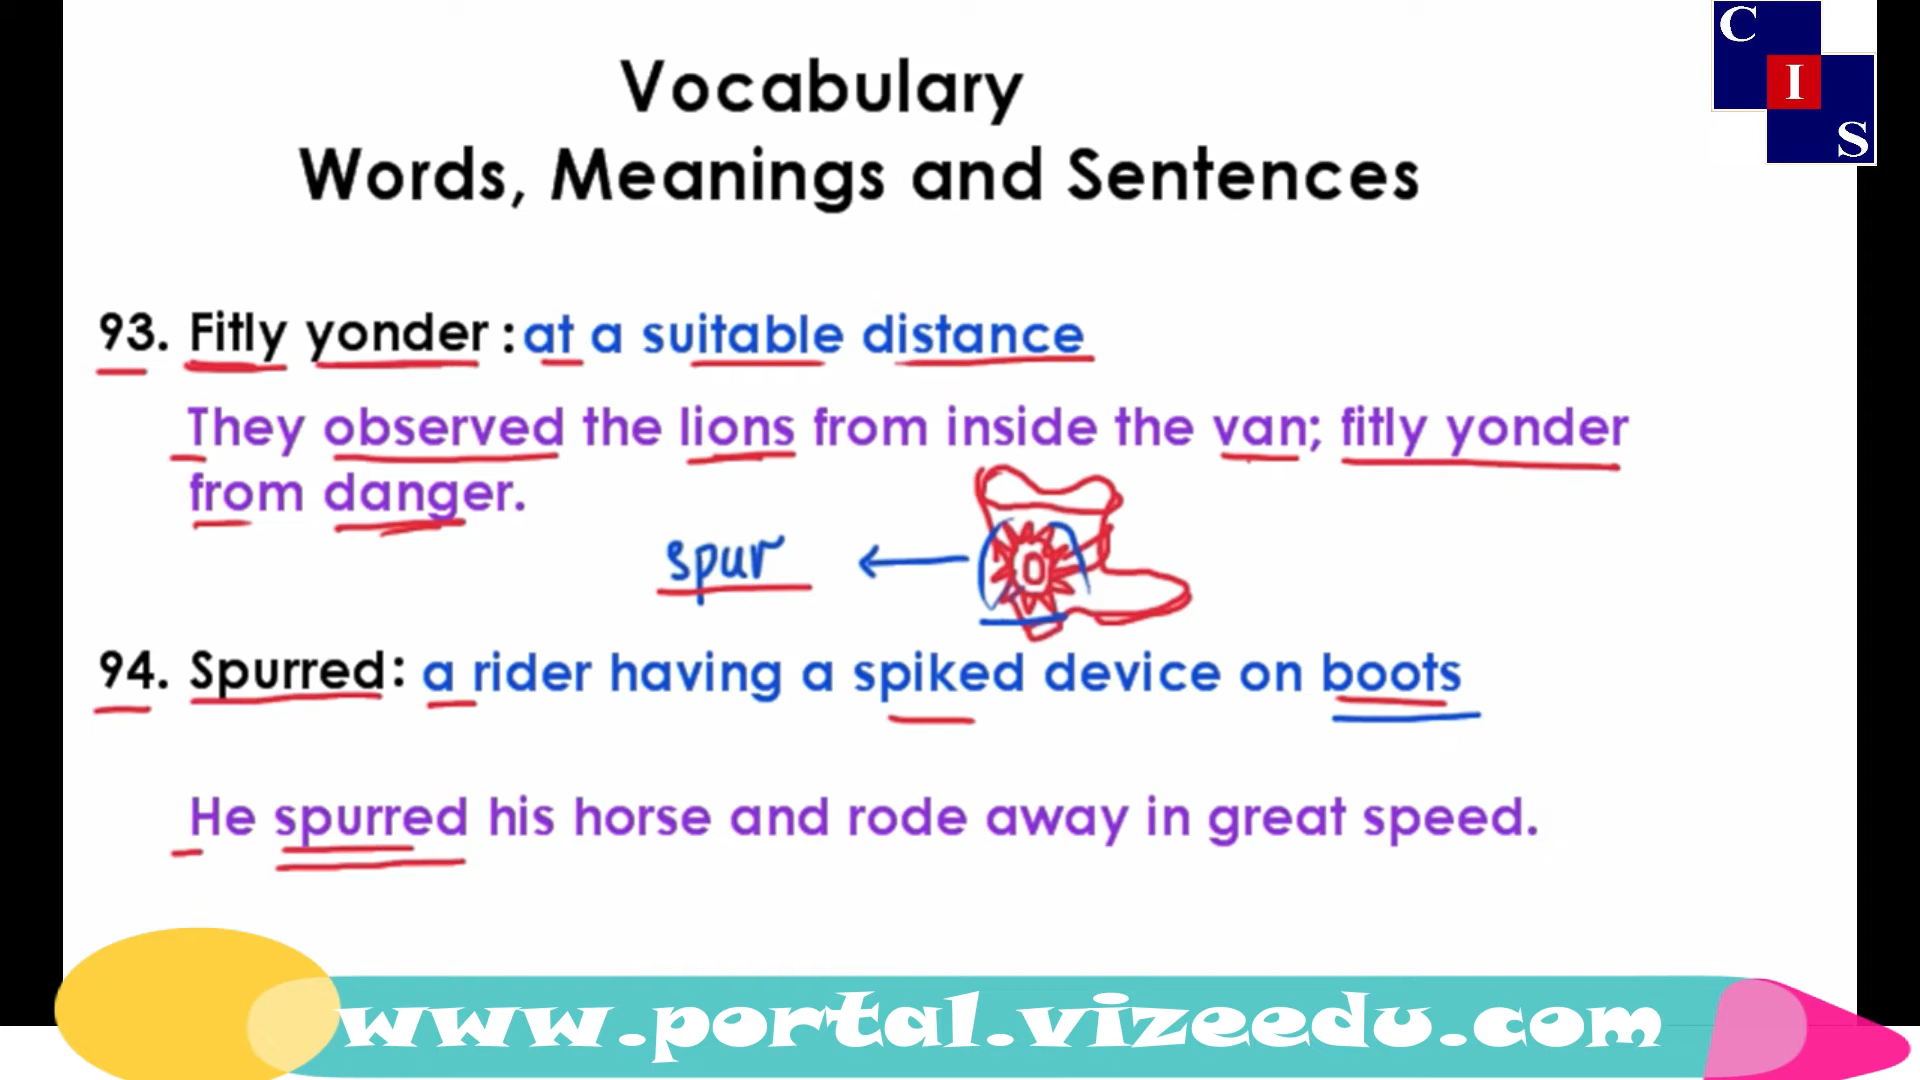 C
I
S
Vocabulary
Words, Meanings and Sentences
93. Fitly yonder : at a suitable distance
They observed the lions from inside the van; fitly yonder
from danger.
spur
94. Spurred: a rider having a spiked device on boots
He spurred his horse and rode away in great speed.
www.portal.vizeedu.com